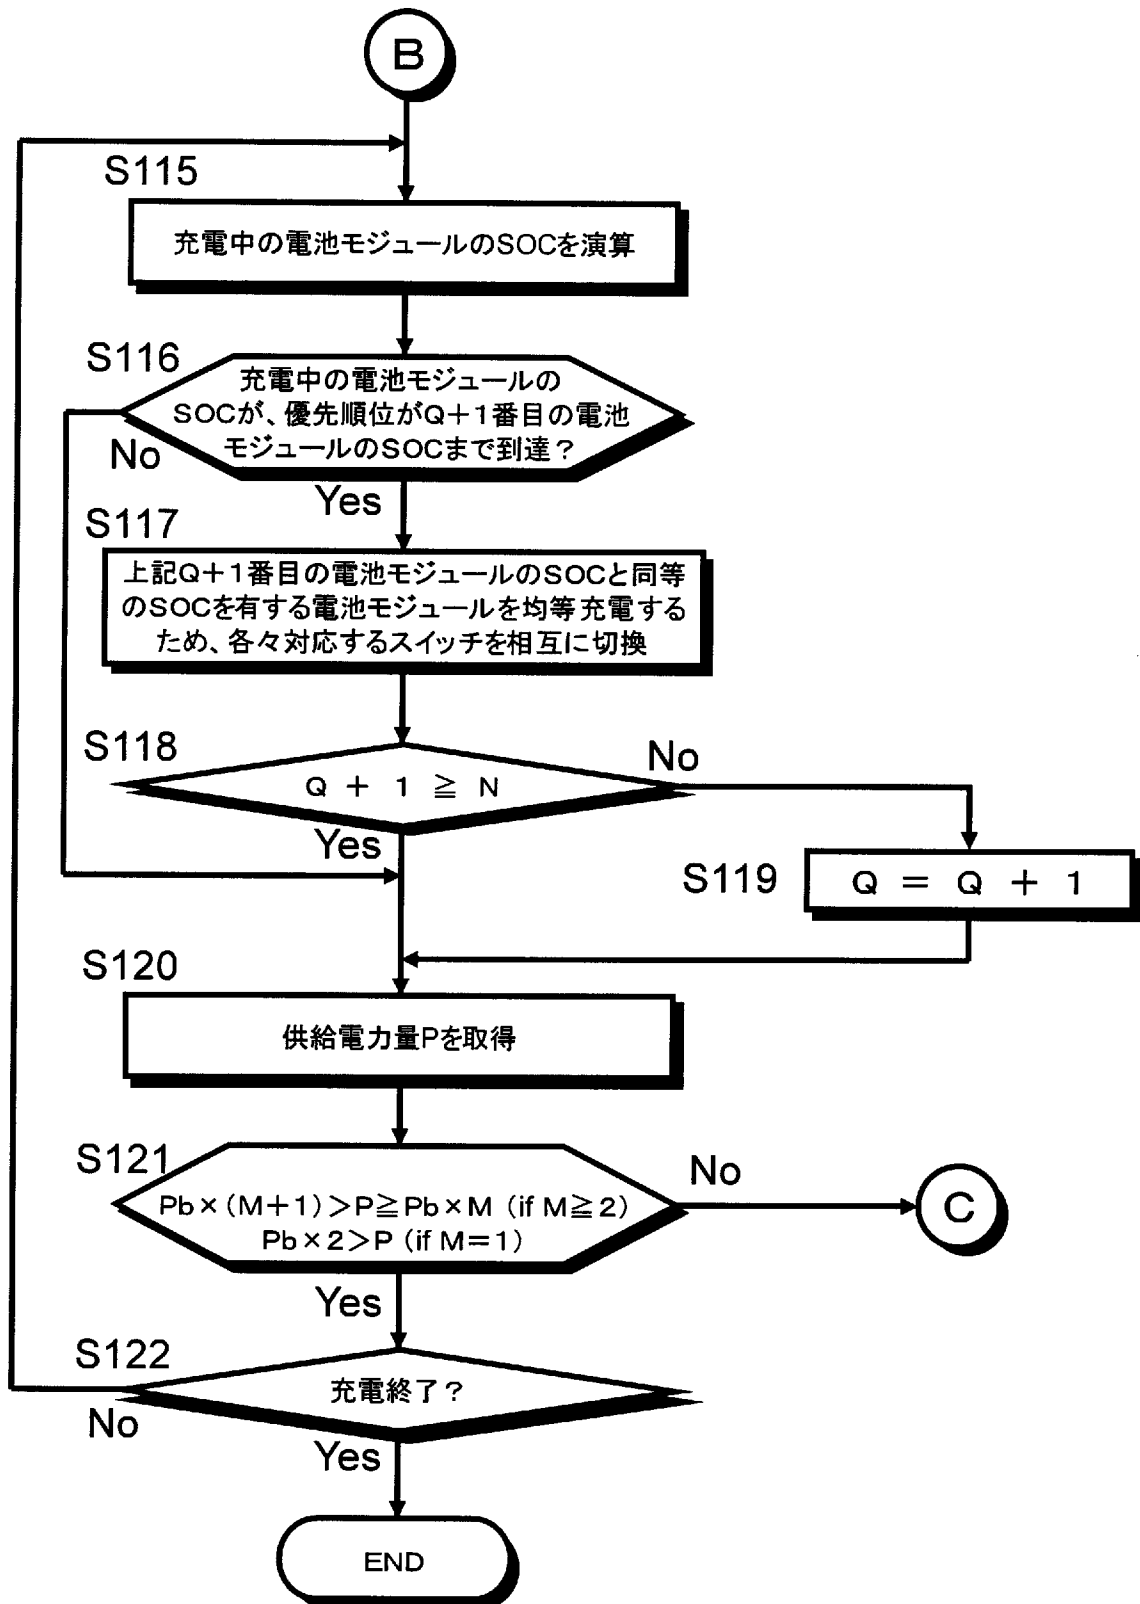 B
S115
充電中の電池モジュールのSOCを演算
S116
充電中の電池モジュールの
SOCが、優先順位がQ+1番目の電池
モジュールのSOCまで到達？
No
Yes
S117
上記Q+1番目の電池モジュールのSOCと同等
のSOCを有する電池モジュールを均等充電する
ため、各々対応するスイッチを相互に切換
S118
Q + 1 ≧ N
No
Yes
S119
Q = Q + 1
S120
供給電力量Pを取得
S121
Pb×(M+1)>P≧Pb×M (if M≧2)
Pb×2>P (if M=1)
No
C
Yes
S122
充電終了？
No
Yes
END